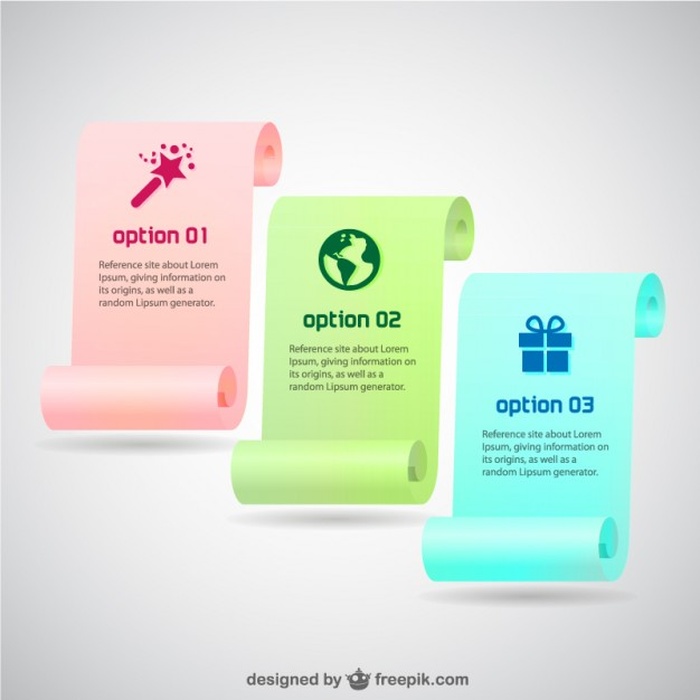 option 01
Reference site about Lorem
Ipsum, giving information on
its origins, as well as a
random Lipsum generator.
option 02
Reference site about Lorem
Lipsum, giving information on
its origins, as well as a
random Lipsum generator.
option 03
Reference site about Lorem
Lipsum, giving information on
its origins, as well as a
random Lipsum generator.
designed by freepik.com